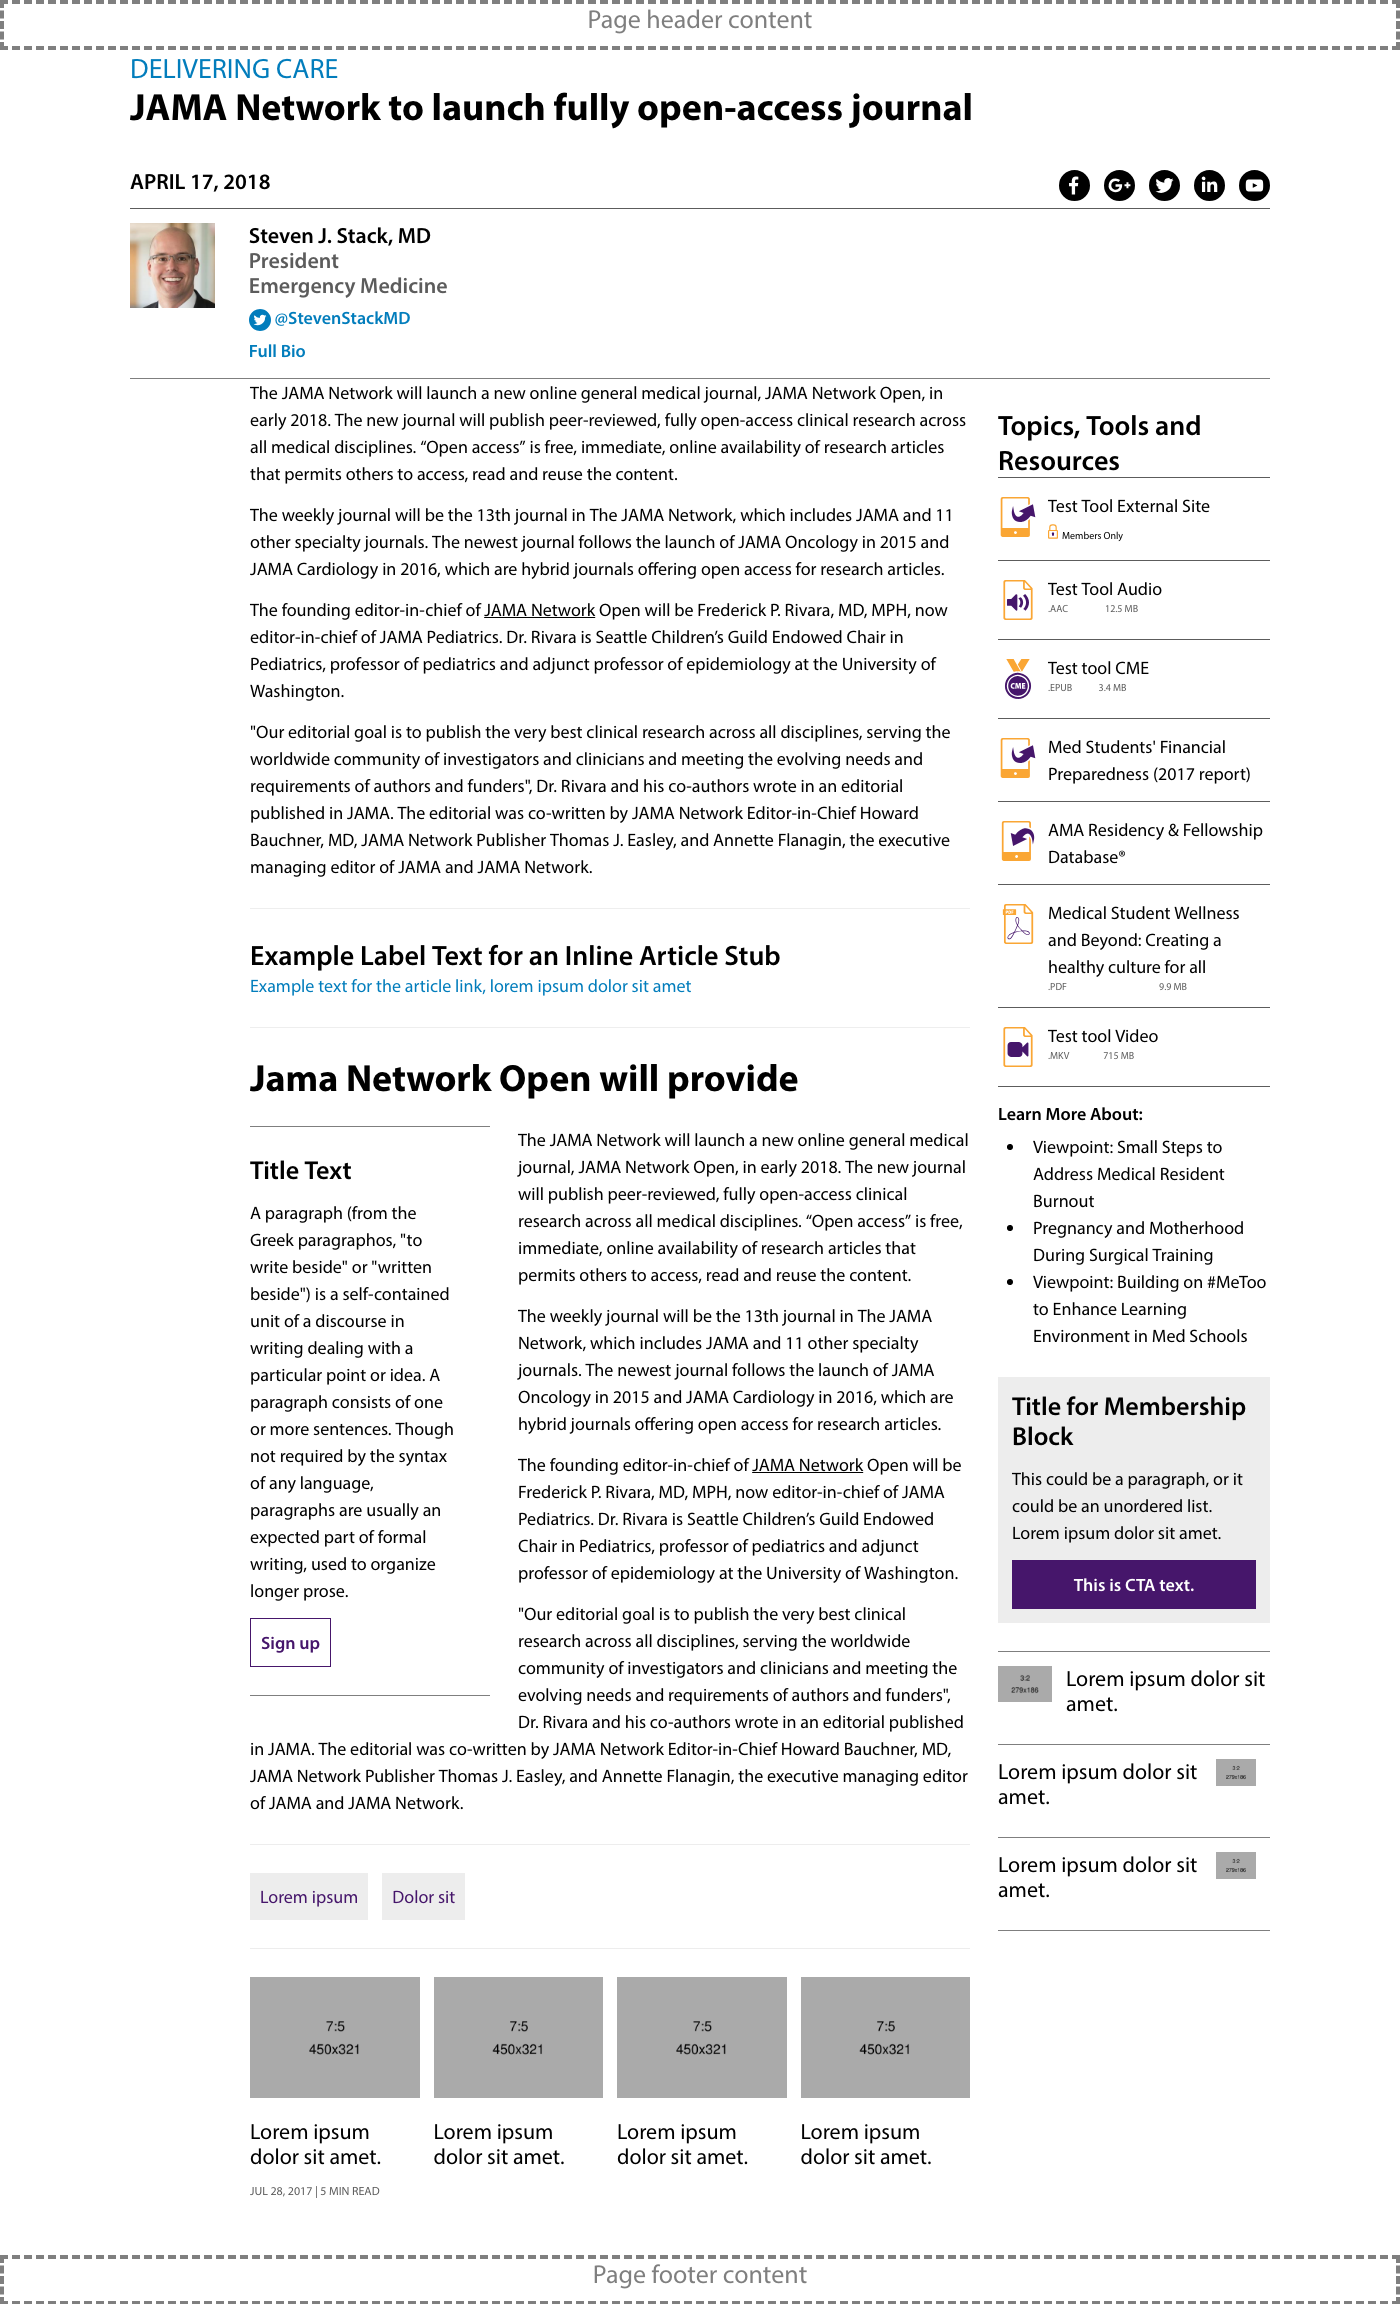 Page header content
DELIVERING CARE
JAMA Network to launch fully open-access journal
APRIL 17, 2018
Steven J. Stack, MD
President
Emergency Medicine
@StevenStackMD
Full Bio
The JAMA Network will launch a new online general medical journal, JAMA Network Open, in
early 2018. The new journal will publish peer-reviewed, fully open-access clinical research across
all medical disciplines. “Open access” is free, immediate, online availability of research articles
that permits others to access, read and reuse the content.
The weekly journal will be the 13th journal in The JAMA Network, which includes JAMA and 11
other specialty journals. The newest journal follows the launch of JAMA Oncology in 2015 and
JAMA Cardiology in 2016, which are hybrid journals offering open access for research articles.
The founding editor-in-chief of JAMA Network Open will be Frederick P. Rivara, MD, MPH, now
editor-in-chief of JAMA Pediatrics. Dr. Rivara is Seattle Children’s Guild Endowed Chair in
Pediatrics, professor of pediatrics and adjunct professor of epidemiology at the University of
Washington.
"Our editorial goal is to publish the very best clinical research across all disciplines, serving the
worldwide community of investigators and clinicians and meeting the evolving needs and
requirements of authors and funders", Dr. Rivara and his co-authors wrote in an editorial
published in JAMA. The editorial was co-written by JAMA Network Editor-in-Chief Howard
Bauchner, MD, JAMA Network Publisher Thomas J. Easley, and Annette Flanagin, the executive
managing editor of JAMA and JAMA Network.
Example Label Text for an Inline Article Stub
Example text for the article link, lorem ipsum dolor sit amet
Jama Network Open will provide
Title Text
A paragraph (from the
Greek paragraphos, "to
write beside" or "written
beside") is a self-contained
unit of a discourse in
writing dealing with a
particular point or idea. A
paragraph consists of one
or more sentences. Though
not required by the syntax
of any language,
paragraphs are usually an
expected part of formal
writing, used to organize
longer prose.
Sign up
The JAMA Network will launch a new online general medical
journal, JAMA Network Open, in early 2018. The new journal
will publish peer-reviewed, fully open-access clinical
research across all medical disciplines. “Open access” is free,
immediate, online availability of research articles that
permits others to access, read and reuse the content.
The weekly journal will be the 13th journal in The JAMA
Network, which includes JAMA and 11 other specialty
journals. The newest journal follows the launch of JAMA
Oncology in 2015 and JAMA Cardiology in 2016, which are
hybrid journals offering open access for research articles.
The founding editor-in-chief of JAMA Network Open will be
Frederick P. Rivara, MD, MPH, now editor-in-chief of JAMA
Pediatrics. Dr. Rivara is Seattle Children’s Guild Endowed
Chair in Pediatrics, professor of pediatrics and adjunct
professor of epidemiology at the University of Washington.
"Our editorial goal is to publish the very best clinical
research across all disciplines, serving the worldwide
community of investigators and clinicians and meeting the
evolving needs and requirements of authors and funders",
Dr. Rivara and his co-authors wrote in an editorial published
in JAMA. The editorial was co-written by JAMA Network Editor-in-Chief Howard Bauchner, MD,
JAMA Network Publisher Thomas J. Easley, and Annette Flanagin, the executive managing editor
of JAMA and JAMA Network.
Lorem ipsum
Dolor sit
7:5
450x321
7:5
450x321
7:5
450x321
7:5
450x321
Lorem ipsum
dolor sit amet.
JUL 28, 2017 | 5 MIN READ
Lorem ipsum
dolor sit amet.
Lorem ipsum
dolor sit amet.
Lorem ipsum
dolor sit amet.
Topics, Tools and
Resources
Test Tool External Site
Members Only
Test Tool Audio
.AAC 12.5 MB
CME
Test tool CME
.EPUB 3.4 MB
Med Students' Financial
Preparedness (2017 report)
AMA Residency & Fellowship
Database®
PDF
Medical Student Wellness
and Beyond: Creating a
healthy culture for all
.PDF 9.9 MB
Test tool Video
.MKV 715 MB
Learn More About:
• Viewpoint: Small Steps to
Address Medical Resident
Burnout
• Pregnancy and Motherhood
During Surgical Training
• Viewpoint: Building on #MeToo
to Enhance Learning
Environment in Med Schools
Title for Membership
Block
This could be a paragraph, or it
could be an unordered list.
Lorem ipsum dolor sit amet.
This is CTA text.
3:2
279x186
Lorem ipsum dolor sit
amet.
Lorem ipsum dolor sit
amet.
3:2
279x186
Lorem ipsum dolor sit
amet.
3:2
279x186
Page footer content